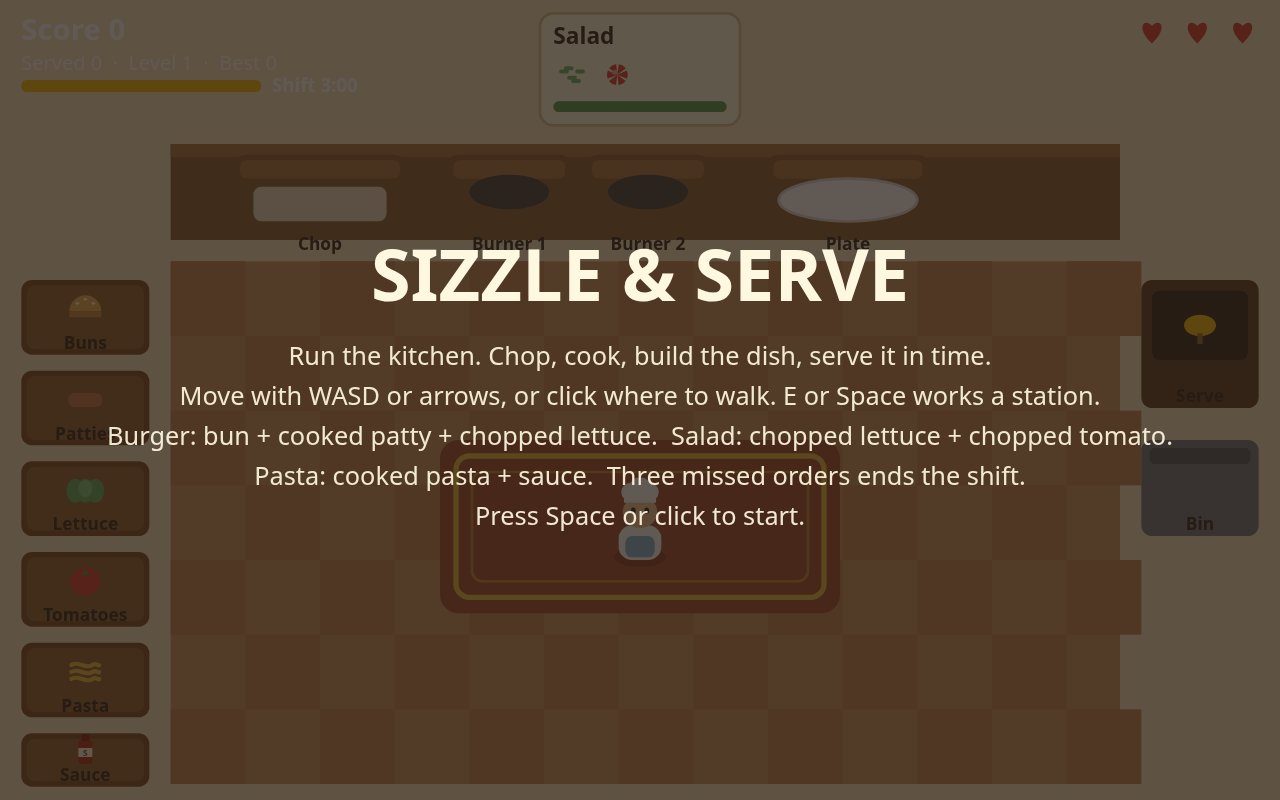 Score 0
Served 0 · Level 1 · Best 0
Shift 3:00
Salad
Chop
Burner 1
Burner 2
Plate
SIZZLE & SERVE
Run the kitchen. Chop, cook, build the dish, serve it in time.
Move with WASD or arrows, or click where to walk. E or Space works a station.
Burger: bun + cooked patty + chopped lettuce.  Salad: chopped lettuce + chopped tomato.
Pasta: cooked pasta + sauce.  Three missed orders ends the shift.
Press Space or click to start.
Buns
Patties
Lettuce
Tomatoes
Pasta
S
Sauce
Serve
Bin